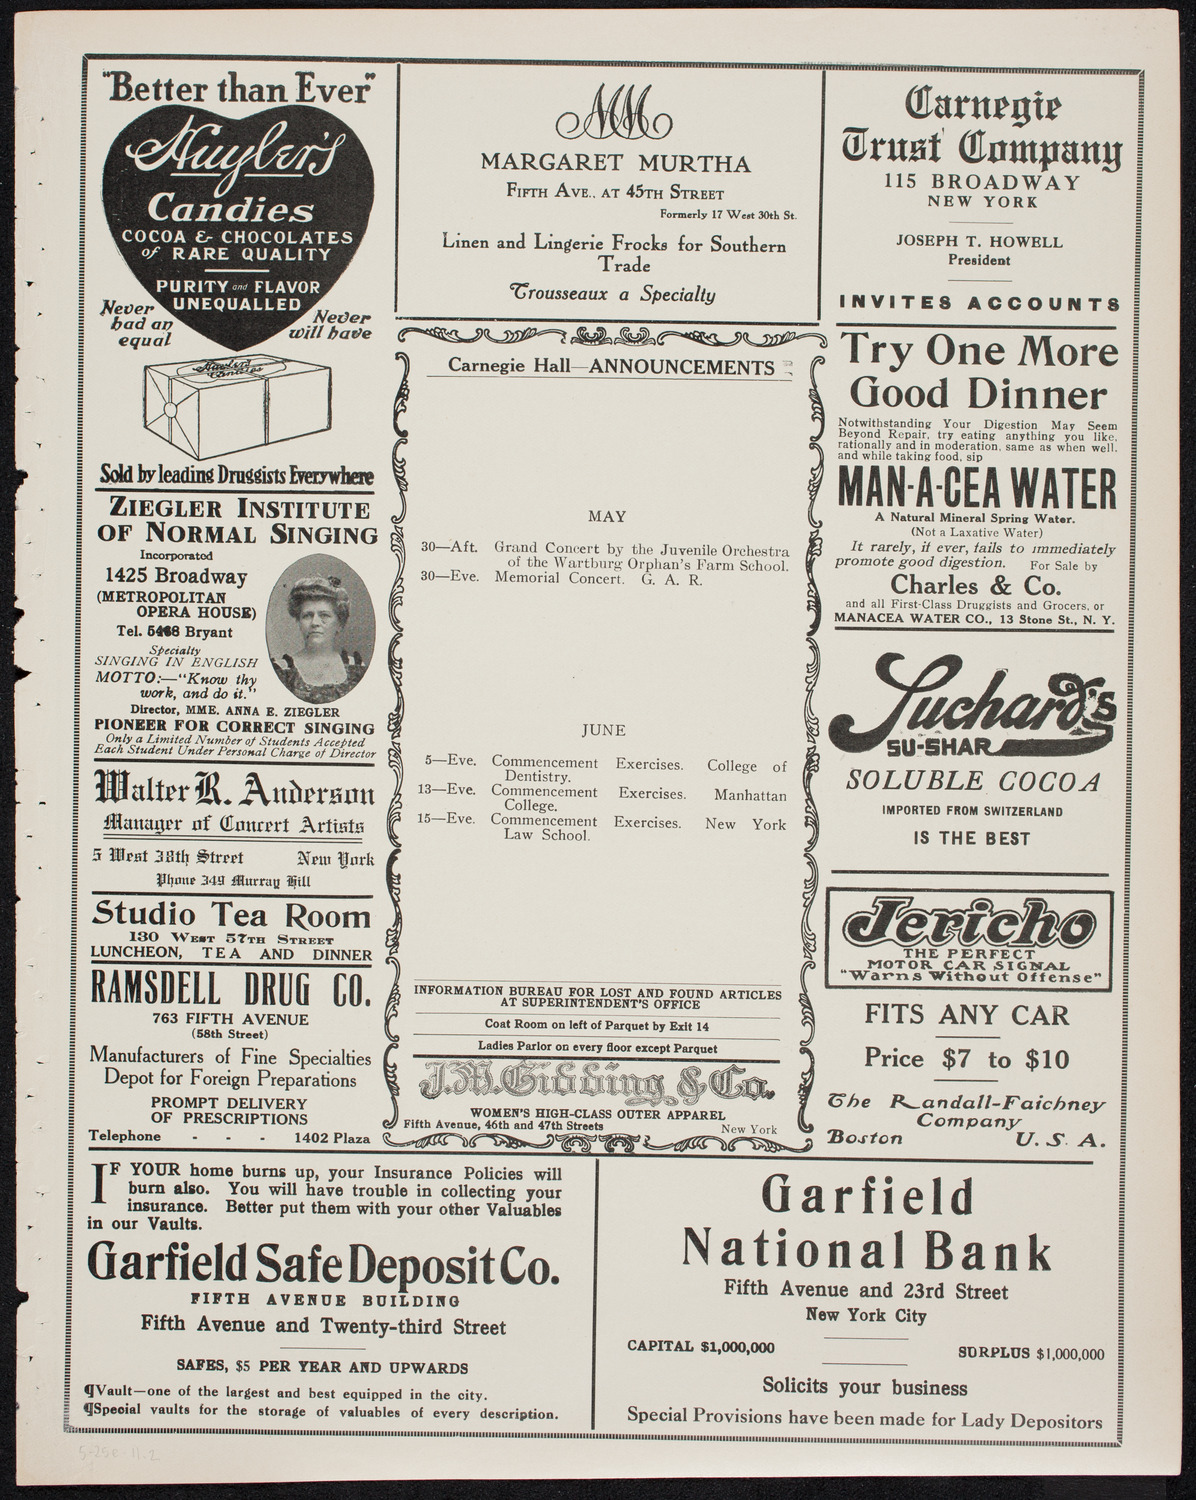 "Better than Ever"
Huyler's
Candies
COCOA & CHOCOLATES
of RARE QUALITY
PURITY and FLAVOR
UNEQUALLED
Never
had an
equal
Never
will have
Huyler's
Candies
Sold by leading Druggists Everywhere
ZIEGLER INSTITUTE
OF NORMAL SINGING
Incorporated
1425 Broadway
(METROPOLITAN
OPERA HOUSE)
Tel. 5468 Bryant
Specialty
SINGING IN ENGLISH
MOTTO:—"Know thy
work, and do it."
Director, MME. ANNA E. ZIEGLER
PIONEER FOR CORRECT SINGING
Only a Limited Number of Students Accepted
Each Student Under Personal Charge of Director
Walter R. Anderson
Manager of Concert Artists
5 West 38th Street New York
Phone 349 Murray Hill
Studio Tea Room
130 WEST 57TH STREET
LUNCHEON, TEA AND DINNER
RAMSDELL DRUG CO.
763 FIFTH AVENUE
(58th Street)
Manufacturers of Fine Specialties
Depot for Foreign Preparations
PROMPT DELIVERY
OF PRESCRIPTIONS
Telephone - - - 1402 Plaza
MM
MARGARET MURTHA
FIFTH AVE., AT 45TH STREET
Formerly 17 West 30th St.
Linen and Lingerie Frocks for Southern
Trade
Trousseaux a Specialty
Carnegie Hall—ANNOUNCEMENTS
MAY
30—Aft. Grand Concert by the Juvenile Orchestra
of the Wartburg Orphan's Farm School.
30—Eve. Memorial Concert. G. A. R.
JUNE
5—Eve. Commencement Exercises. College of
Dentistry.
13—Eve. Commencement Exercises. Manhattan
College.
15—Eve. Commencement Exercises. New York
Law School.
INFORMATION BUREAU FOR LOST AND FOUND ARTICLES
AT SUPERINTENDENT'S OFFICE
Coat Room on left of Parquet by Exit 14
Ladies Parlor on every floor except Parquet
J.M. Gidding & Co.
WOMEN'S HIGH-CLASS OUTER APPAREL
Fifth Avenue, 46th and 47th Streets New York
Carnegie
Trust Company
115 BROADWAY
NEW YORK
JOSEPH T. HOWELL
President
INVITES ACCOUNTS
Try One More
Good Dinner
Notwithstanding Your Digestion May Seem
Beyond Repair, try eating anything you like,
rationally and in moderation, same as when well,
and while taking food, sip
MAN-A-CEA WATER
A Natural Mineral Spring Water.
(Not a Laxative Water)
It rarely, if ever, fails to immediately
promote good digestion. For Sale by
Charles & Co.
and all First-Class Druggists and Grocers, or
MANACEA WATER CO., 13 Stone St., N. Y.
Suchard's
SU-SHAR
SOLUBLE COCOA
IMPORTED FROM SWITZERLAND
IS THE BEST
Jericho
THE PERFECT
MOTOR CAR SIGNAL
"Warns Without Offense"
FITS ANY CAR
Price $7 to $10
The Randall-Faichney
Company
Boston U. S. A.
IF YOUR home burns up, your Insurance Policies will
burn also. You will have trouble in collecting your
insurance. Better put them with your other Valuables
in our Vaults.
Garfield Safe Deposit Co.
FIFTH AVENUE BUILDING
Fifth Avenue and Twenty-third Street
SAFES, $5 PER YEAR AND UPWARDS
¶Vault—one of the largest and best equipped in the city.
¶Special vaults for the storage of valuables of every description.
Garfield
National Bank
Fifth Avenue and 23rd Street
New York City
CAPITAL $1,000,000 SURPLUS $1,000,000
Solicits your business
Special Provisions have been made for Lady Depositors